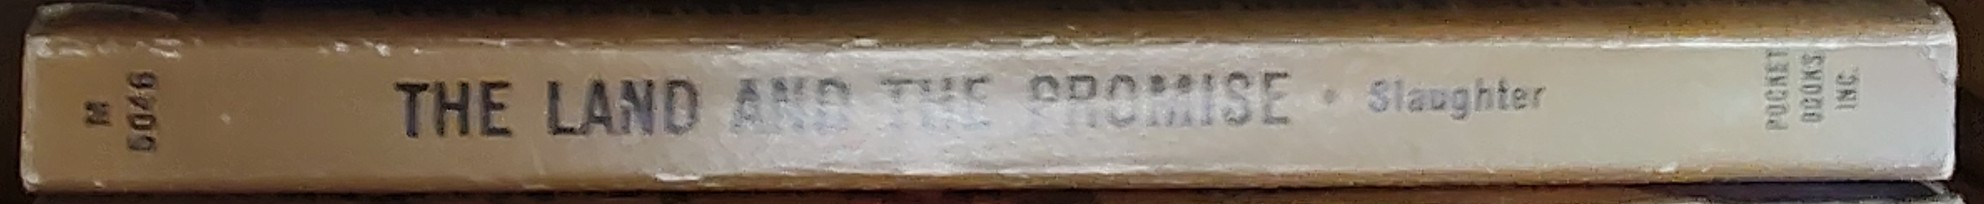 M
5046
THE LAND AND THE PROMISE • Slaughter
POCKET
BOOKS
INC.